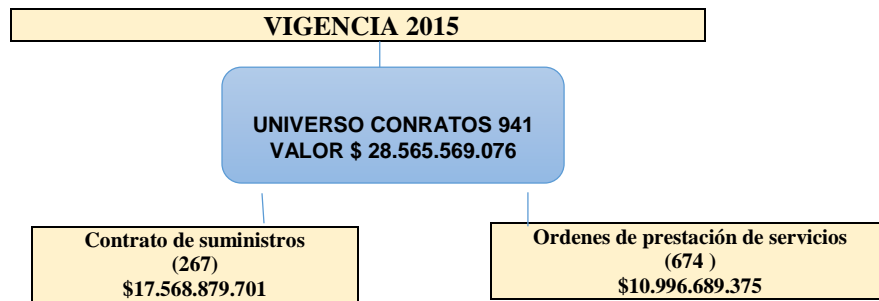 VIGENCIA 2015
UNIVERSO CONRATOS 941
VALOR $ 28.565.569.076
Contrato de suministros
(267)
$17.568.879.701
Ordenes de prestación de servicios
(674 )
$10.996.689.375